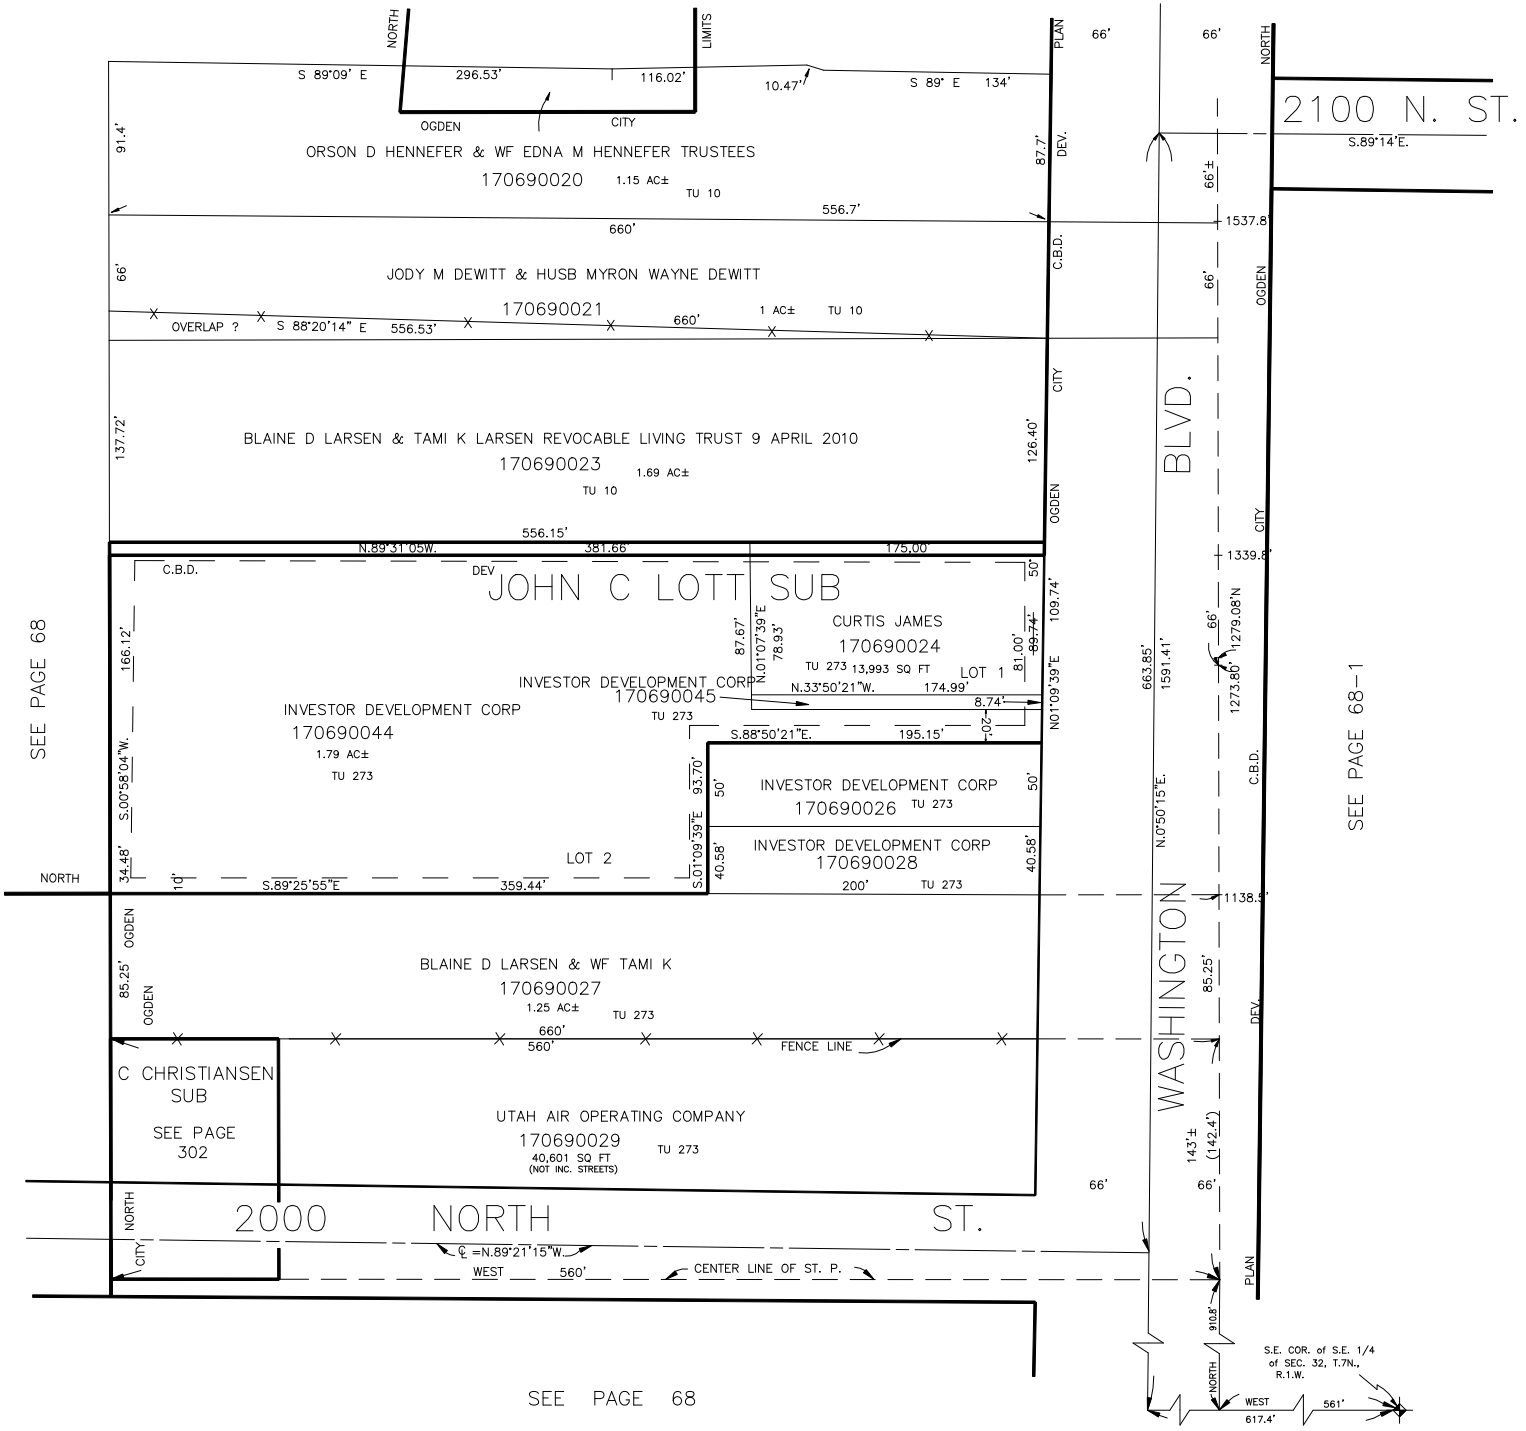 NORTH
LIMITS
PLAN
66'
66'
NORTH
S 89°09' E
296.53'
116.02'
10.47'
S 89° E
134'
2100 N. ST.
S.89°14'E.
OGDEN
CITY
91.4'
87.7'
DEV.
ORSON D HENNEFER & WF EDNA M HENNEFER TRUSTEES
170690020
1.15 AC±
TU 10
66'±
556.7'
660'
1537.8'
C.B.D.
66'
JODY M DEWITT & HUSB MYRON WAYNE DEWITT
170690021
1 AC±
TU 10
66'
OGDEN
OVERLAP ?
S 88°20'14" E
556.53'
660'
CITY
BLVD.
137.72'
BLAINE D LARSEN & TAMI K LARSEN REVOCABLE LIVING TRUST 9 APRIL 2010
170690023
1.69 AC±
TU 10
126.40'
OGDEN
CITY
556.15'
N.89°31'05W.
381.66'
175.00'
1339.8'
C.B.D.
DEV
JOHN C LOTT SUB
50'
109.74'
SEE PAGE 68
166.12'
87.67'
N.01°07'39"E
78.93'
CURTIS JAMES
170690024
TU 273
13,993 SQ FT
LOT 1
81.00'
89.74'
66'
1279.08'N
1273.80'
663.85'
1591.41'
SEE PAGE 68-1
N.33°50'21"W.
174.99'
INVESTOR DEVELOPMENT CORP
170690045
TU 273
8.74'
N01°09'39"E
INVESTOR DEVELOPMENT CORP
170690044
1.79 AC±
TU 273
20'
S.88°50'21"E.
195.15'
S.00°58'04"W.
93.70'
50'
INVESTOR DEVELOPMENT CORP
170690026
TU 273
50'
C.B.D.
N.0°50'15"E.
S.01°09'39"E
40.58'
INVESTOR DEVELOPMENT CORP
170690028
40.58'
LOT 2
34.48'
NORTH
10'
S.89°25'55"E
359.44'
200'
TU 273
1138.5'
OGDEN
85.25'
BLAINE D LARSEN & WF TAMI K
170690027
1.25 AC±
TU 273
85.25'
OGDEN
WASHINGTON
DEV.
660'
560'
FENCE LINE
C CHRISTIANSEN
SUB
SEE PAGE
302
UTAH AIR OPERATING COMPANY
170690029
TU 273
40,601 SQ FT
(NOT INC. STREETS)
143'±
(142.4')
66'
66'
NORTH
2000 NORTH ST.
CITY
℄ =N.89°21'15"W.
WEST
560'
CENTER LINE OF ST. P.
PLAN
910.8'
S.E. COR. of S.E. 1/4
of SEC. 32, T.7N.,
R.1.W.
NORTH
SEE PAGE 68
WEST
617.4'
561'